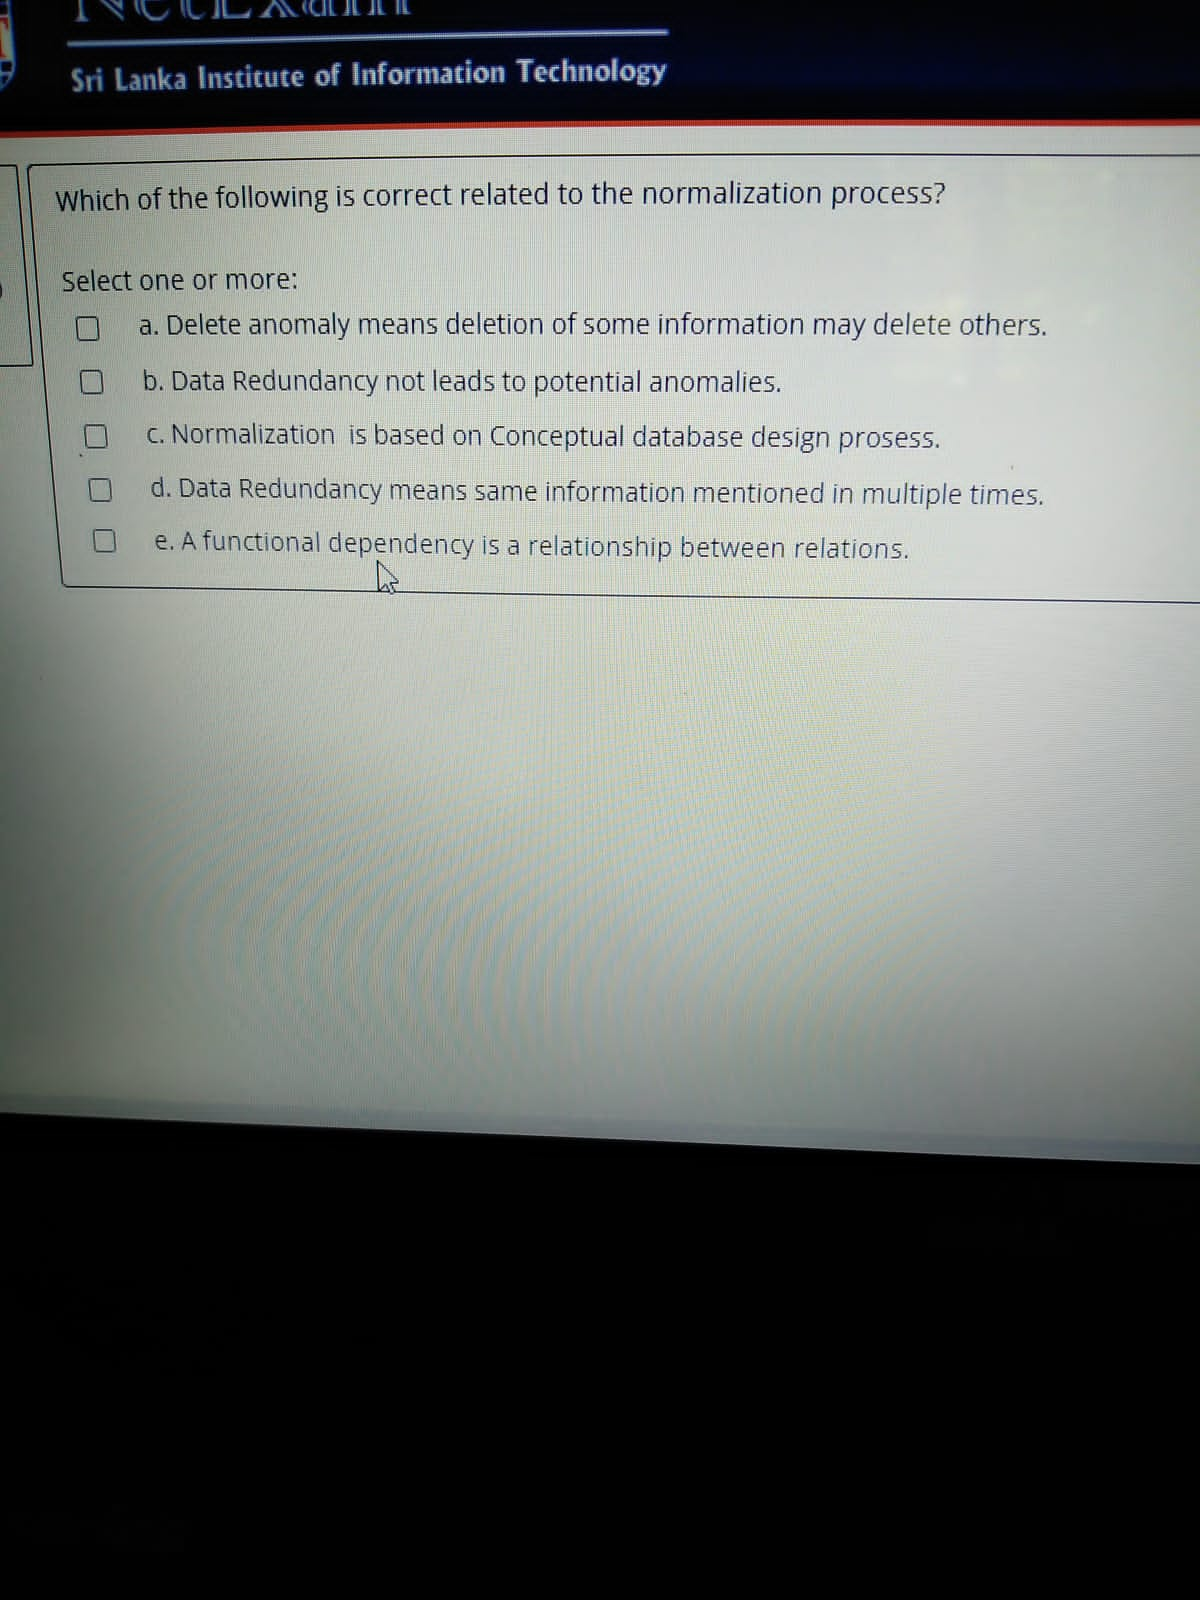 NetExam
Sri Lanka Institute of Information Technology
Which of the following is correct related to the normalization process?
Select one or more:
a. Delete anomaly means deletion of some information may delete others.
b. Data Redundancy not leads to potential anomalies.
c. Normalization is based on Conceptual database design prosess.
d. Data Redundancy means same information mentioned in multiple times.
e. A functional dependency is a relationship between relations.